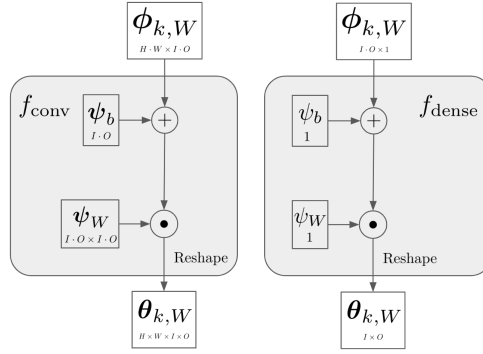 ϕ_{k,W}
H · W × I · O
f_conv
ψ_b
I · O
+
ψ_W
I · O × I · O
•
Reshape
θ_{k,W}
H × W × I × O
ϕ_{k,W}
I · O × 1
f_dense
ψ_b
1
+
ψ_W
1
•
Reshape
θ_{k,W}
I × O